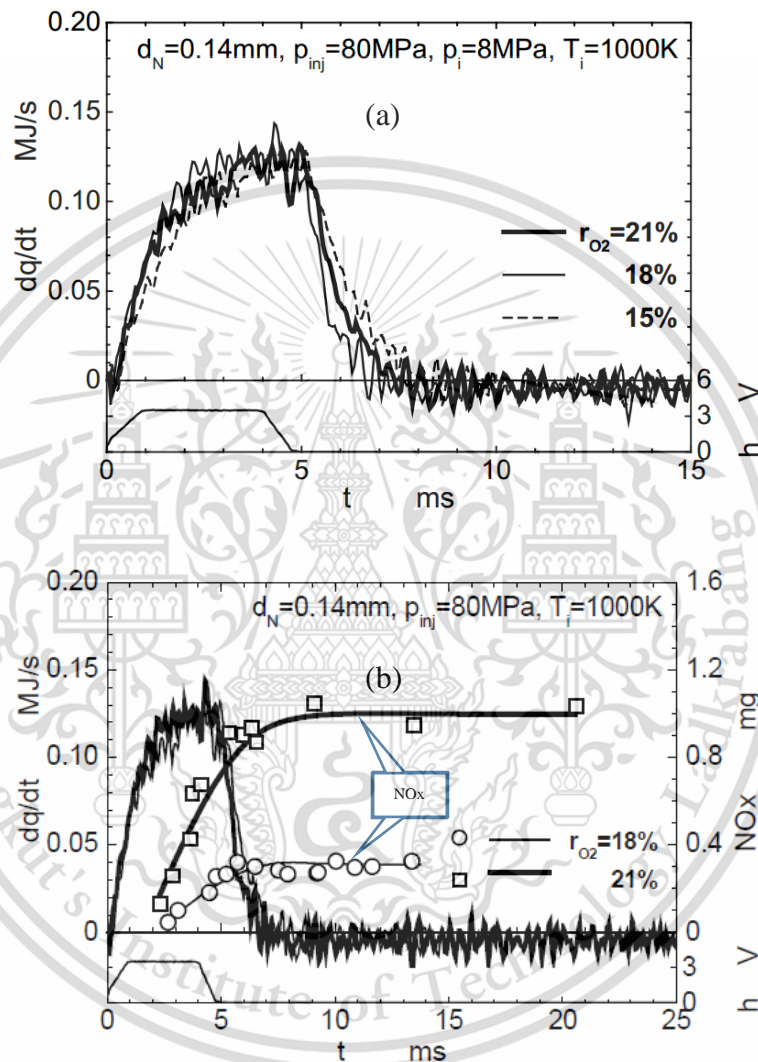 0.20
d_N=0.14mm, p_inj=80MPa, p_i=8MPa, T_i=1000K
(a)
MJ/s
0.15
0.10
dq/dt
0.05
r_O2=21%
18%
15%
0
6
3
0
h V
0 5 10 15
t ms
0.20
1.6
d_N=0.14mm, p_inj=80MPa, T_i=1000K
(b)
MJ/s
0.15
1.2
mg
0.10
0.8
dq/dt
NOx
NOx
0.05
0.4
r_O2=18%
21%
0
0
3
0
h V
0 5 10 15 20 25
t ms
King Mongkut's Institute of Technology Ladkrabang